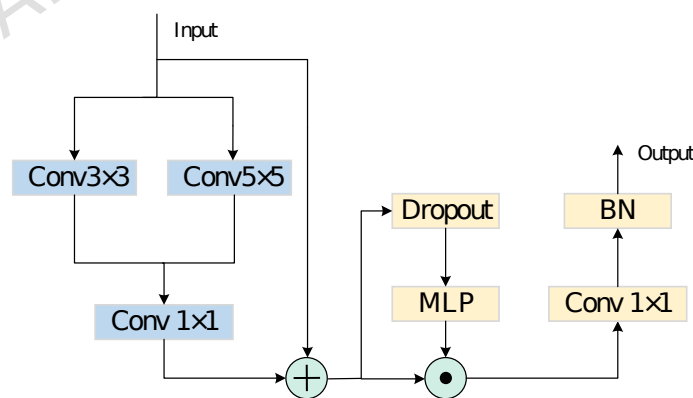 Input
Conv3×3
Conv5×5
Conv 1×1
Dropout
MLP
Output
BN
Conv 1×1